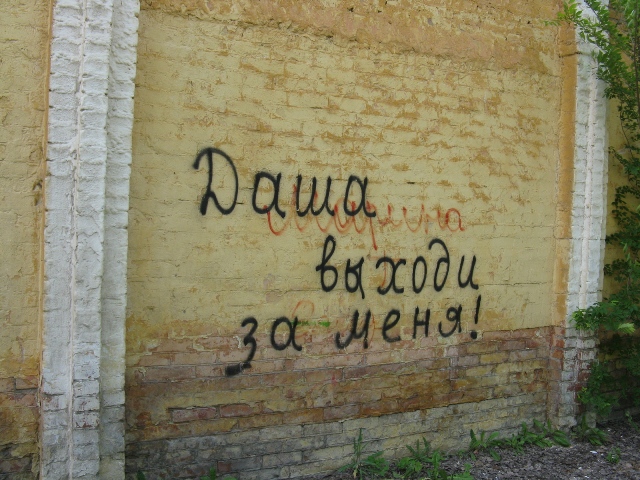 Даша
выходи
за меня!